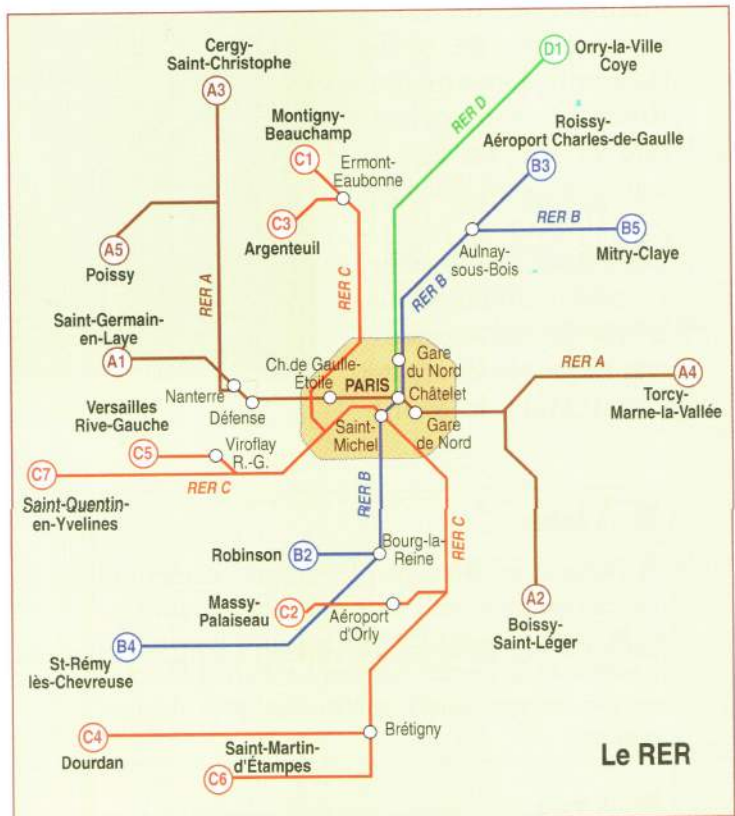 Cergy-
Saint-Christophe
A3
D1
Orry-la-Ville
Coye
RER D
Montigny-
Beauchamp
C1
Ermont-
Eaubonne
C3
Argenteuil
Roissy-
Aéroport Charles-de-Gaulle
B3
RER B
B5
Aulnay-
sous-Bois
Mitry-Claye
RER B
A5
Poissy
RER A
RER C
Saint-Germain-
en-Laye
A1
Nanterre
Défense
Ch. de Gaulle-
Étoile
PARIS
Gare
du Nord
Châtelet
Gare
de Nord
Saint-
Michel
RER A
A4
Torcy-
Marne-la-Vallée
Versailles
Rive-Gauche
C5
Viroflay
R.-G.
C7
RER C
Saint-Quentin-
en-Yvelines
RER B
RER C
Robinson
B2
Bourg-la-
Reine
Massy-
Palaiseau
C2
Aéroport
d'Orly
A2
Boissy-
Saint-Léger
B4
St-Rémy
lès-Chevreuse
C4
Dourdan
Brétigny
Saint-Martin-
d'Étampes
C6
Le RER